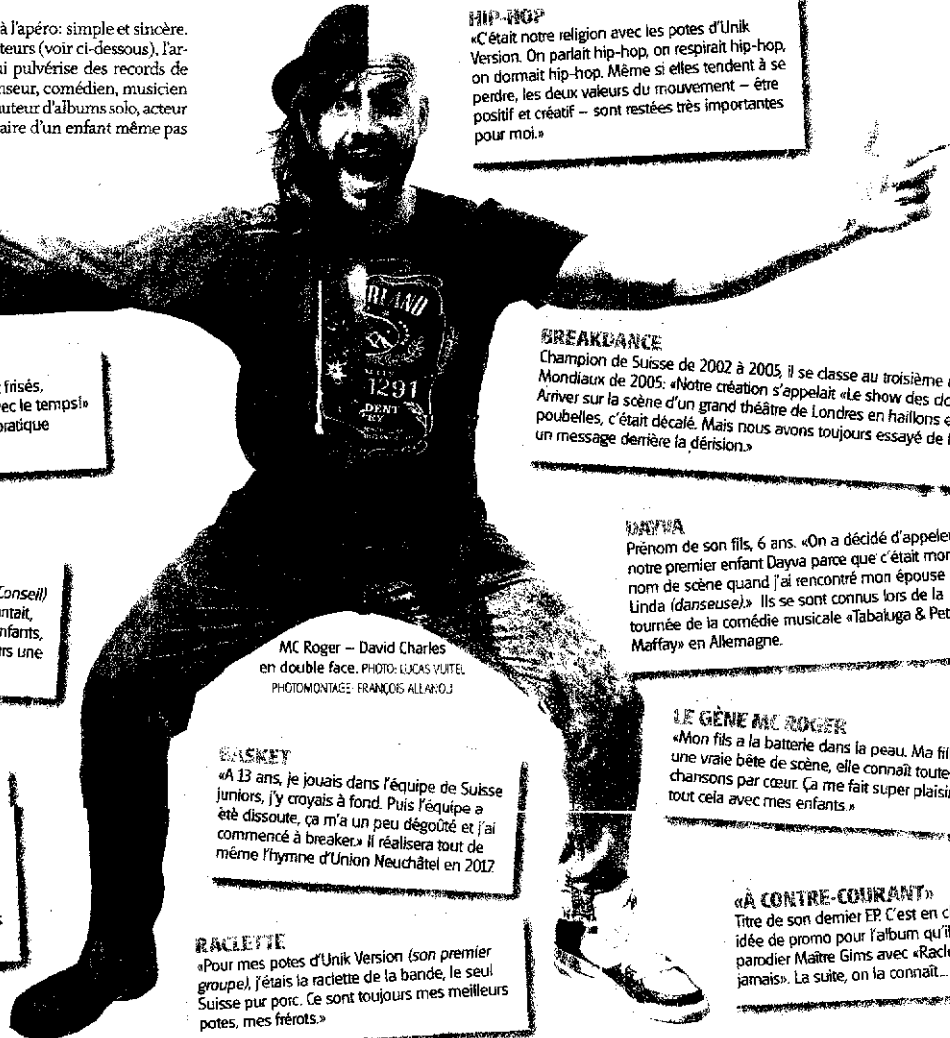 à l'apéro: simple et sincère.
teurs (voir ci-dessous), l'ar-
ui pulvérise des records de
nseur, comédien, musicien
auteur d'albums solo, acteur
aire d'un enfant même pas
HIP-HOP
«C'était notre religion avec les potes d'Unik
Version. On parlait hip-hop, on respirait hip-hop,
on dormait hip-hop. Même si elles tendent à se
perdre, les deux valeurs du mouvement – être
positif et créatif – sont restées très importantes
pour moi.»
RLAND
1291
DENT
frisés,
ec le temps!»
pratique
BREAKDANCE
Champion de Suisse de 2002 à 2005, il se classe au troisième
Mondiaux de 2005: «Notre création s'appelait «Le show des clo
Arriver sur la scène d'un grand théâtre de Londres en haillons e
poubelles, c'était décalé. Mais nous avons toujours essayé de f
un message derrière la dérision.»
DAYVA
Prénom de son fils, 6 ans. «On a décidé d'appeler
notre premier enfant Dayva parce que c'était mon
nom de scène quand j'ai rencontré mon épouse
Linda (danseuse).» Ils se sont connus lors de la
tournée de la comédie musicale «Tabaluga & Pet
Maffay» en Allemagne.
Conseil)
ntait,
nfants,
rs une
MC Roger – David Charles
en double face. PHOTO: LUCAS VUITEL
PHOTOMONTAGE: FRANÇOIS ALLANOU
LE GÈNE MC ROGER
«Mon fils a la batterie dans la peau. Ma fil
une vraie bête de scène, elle connaît toute
chansons par cœur. Ça me fait super plaisir
tout cela avec mes enfants.»
BASKET
«A 13 ans, je jouais dans l'équipe de Suisse
juniors, j'y croyais à fond. Puis l'équipe a
été dissoute, ça m'a un peu dégoûté et j'ai
commencé à breaker.» Il réalisera tout de
même l'hymne d'Union Neuchâtel en 2017.
«À CONTRE-COURANT»
Titre de son dernier EP. C'est en c
idée de promo pour l'album qu'il
parodier Maître Gims avec «Racle
jamais». La suite, on la connaît...
RACLETTE
«Pour mes potes d'Unik Version (son premier
groupe), j'étais la raclette de la bande, le seul
Suisse pur porc. Ce sont toujours mes meilleurs
potes, mes frérots.»